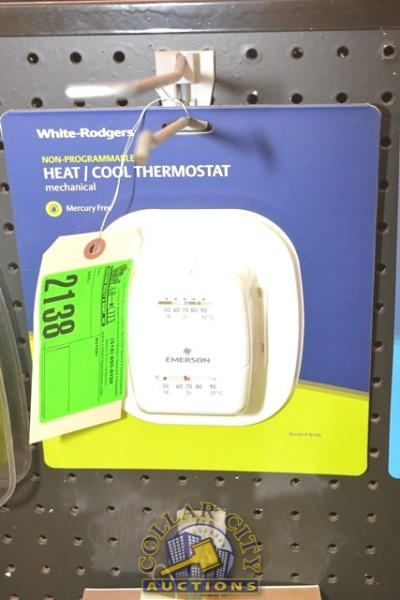 White-Rodgers
NON-PROGRAMMABLE
HEAT | COOL THERMOSTAT
mechanical
Mercury Free
2138
50 60 70 80 90
EMERSON
50 60 70 80 90
COLLAR CITY
AUCTIONS